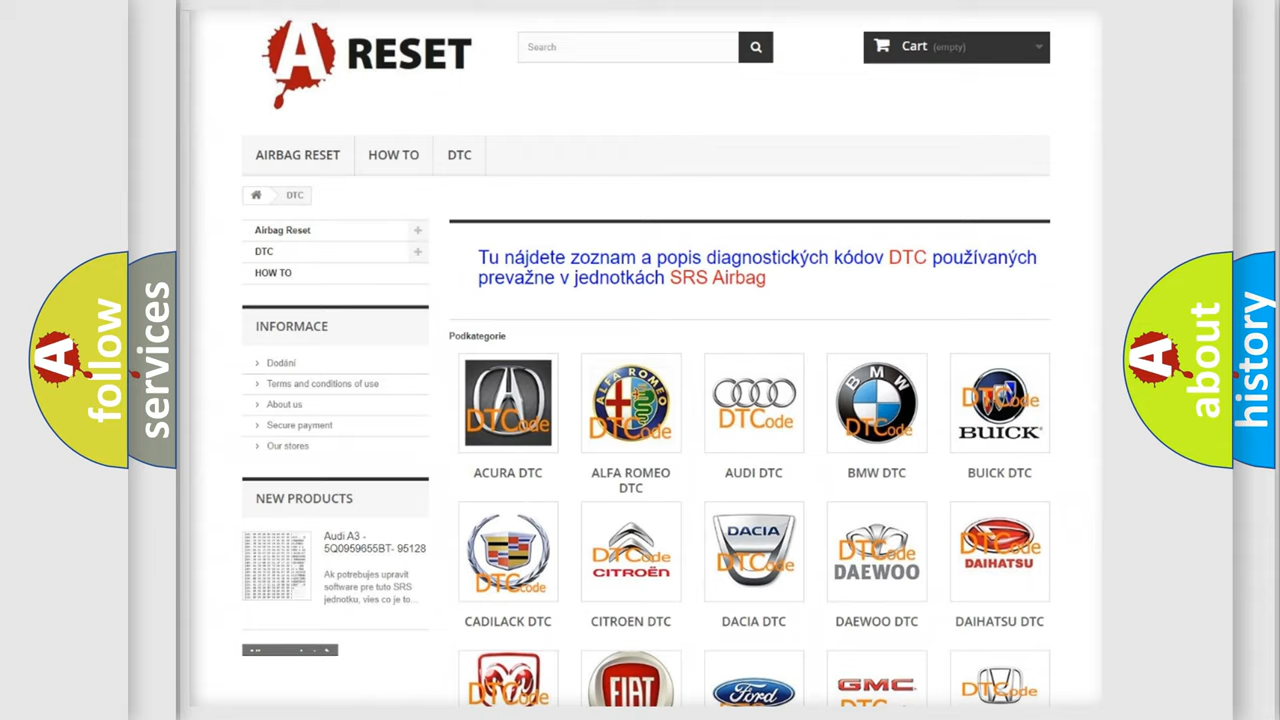 A RESET
Search
Cart (empty)
AIRBAG RESET
HOW TO
DTC
DTC
Airbag Reset
DTC
HOW TO
Tu nájdete zoznam a popis diagnostických kódov DTC používaných
prevažne v jednotkách SRS Airbag
INFORMACE
Dodání
Terms and conditions of use
About us
Secure payment
Our stores
NEW PRODUCTS
Audi A3 -
5Q0959655BT- 95128
Ak potrebujes upravit
software pre tuto SRS
jednotku, vies co je to...
Podkategorie
DTCode
ALFA ROMEO
DTCode
DTCode
BMW
DTCode
DTCode
BUICK
ACURA DTC
ALFA ROMEO
DTC
AUDI DTC
BMW DTC
BUICK DTC
DTCode
DTCode
CITROËN
DACIA
DTCode
DTCode
DAEWOO
DTCode
DAIHATSU
CADILACK DTC
CITROEN DTC
DACIA DTC
DAEWOO DTC
DAIHATSU DTC
DTCode
FIAT
Ford
GMC
DTCode
A follow
services
A about
history